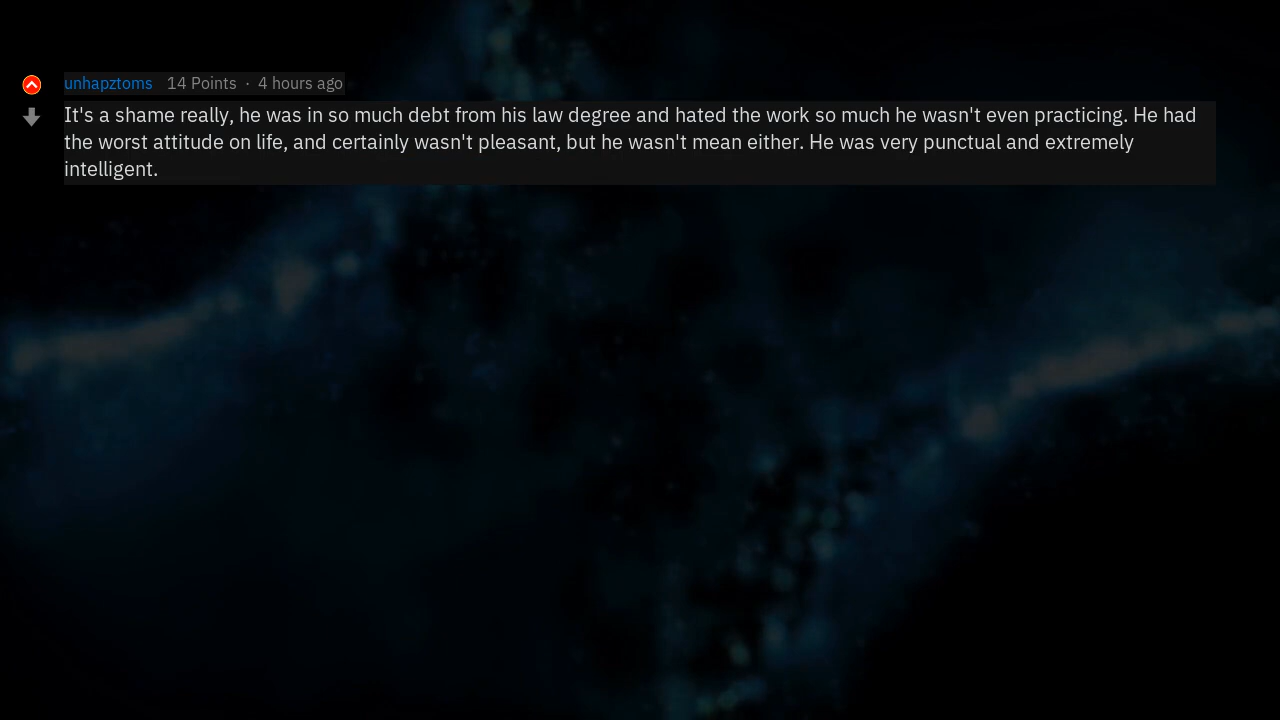 unhapztoms 14 Points · 4 hours ago
It's a shame really, he was in so much debt from his law degree and hated the work so much he wasn't even practicing. He had
the worst attitude on life, and certainly wasn't pleasant, but he wasn't mean either. He was very punctual and extremely
intelligent.